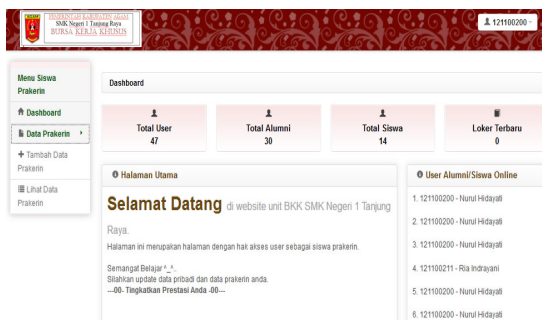 PEMERINTAH KABUPATEN AGAM
SMK Negeri 1 Tanjung Raya
BURSA KERJA KHUSUS
121100200
Menu Siswa
Prakerin
Dashboard
Data Prakerin
Tambah Data
Prakerin
Lihat Data
Prakerin
Dashboard
Total User
47
Total Alumni
30
Total Siswa
14
Loker Terbaru
0
Halaman Utama
Selamat Datang di website unit BKK SMK Negeri 1 Tanjung
Raya.
Halaman ini merupakan halaman dengan hak akses user sebagai siswa prakerin.
Semangat Belajar ^_^.
Silahkan update data pribadi dan data prakerin anda.
---00- Tingkatkan Prestasi Anda -00---
User Alumni/Siswa Online
1. 121100200 - Nurul Hidayati
2. 121100200 - Nurul Hidayati
3. 121100200 - Nurul Hidayati
4. 121100211 - Ria Indrayani
5. 121100200 - Nurul Hidayati
6. 121100200 - Nurul Hidayati